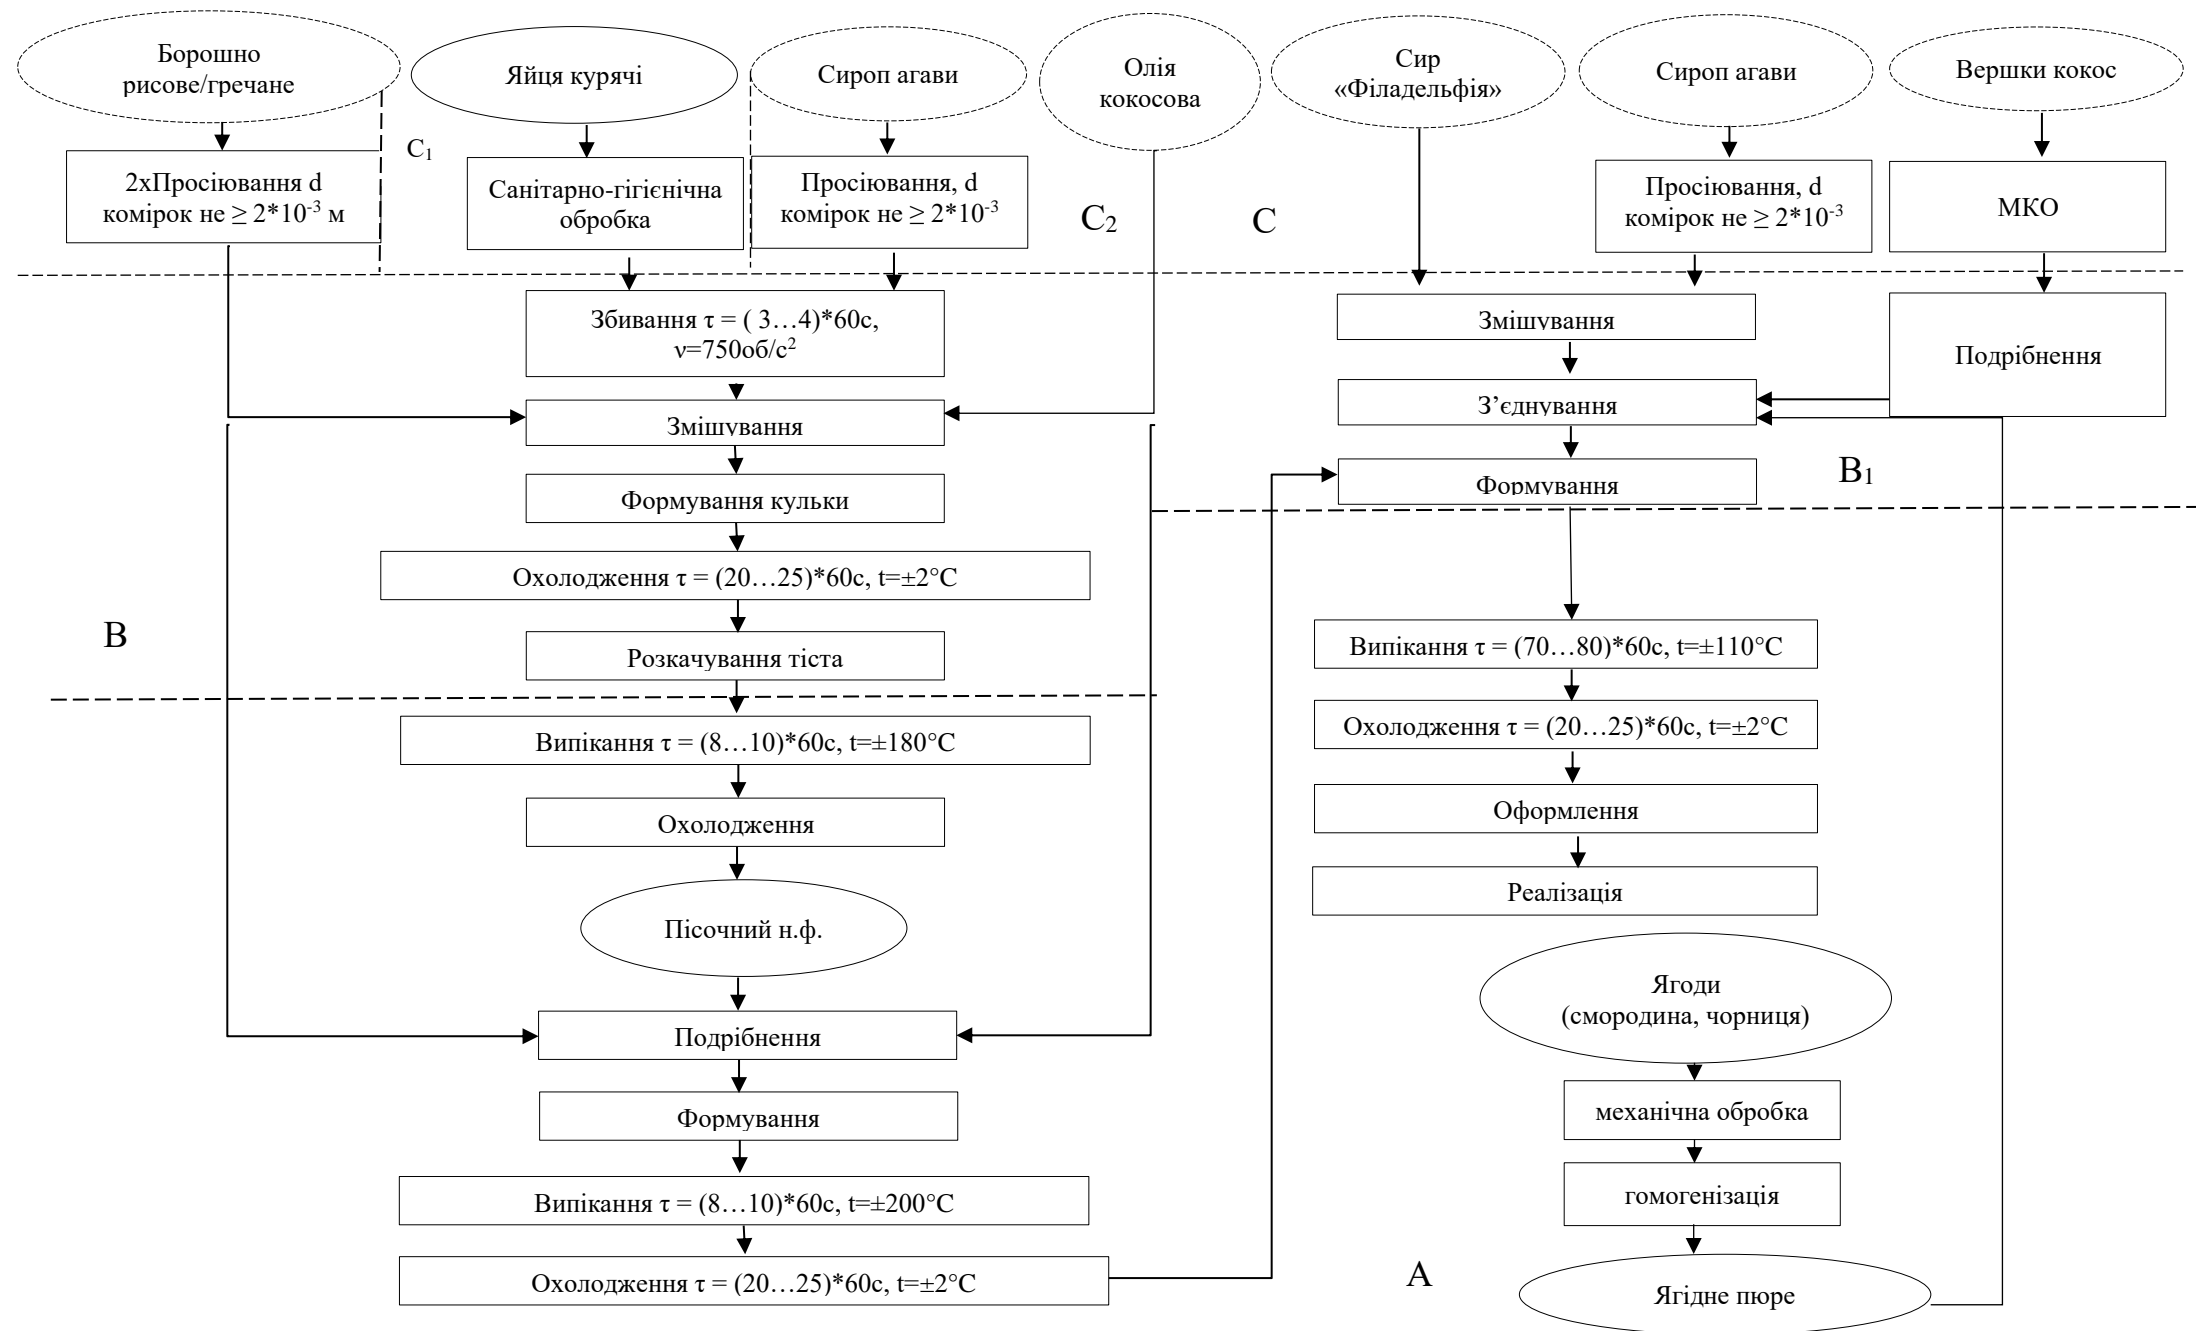 Борошно
рисове/гречане
Яйця курячі
Сироп агави
Олія
кокосова
Сир
«Філадельфія»
Сироп агави
Вершки кокос
2хПросіювання d
комірок не ≥ 2*10⁻³ м
С₁
Санітарно-гігієнічна
обробка
Просіювання, d
комірок не ≥ 2*10⁻³
С₂
С
Просіювання, d
комірок не ≥ 2*10⁻³
МКО
Збивання τ = ( 3…4)*60с,
ν=750об/с²
Змішування
Подрібнення
Змішування
З’єднування
Формування кульки
Формування
В₁
Охолодження τ = (20…25)*60с, t=±2°С
В
Розкачування тіста
Випікання τ = (70…80)*60с, t=±110°С
Випікання τ = (8…10)*60с, t=±180°С
Охолодження τ = (20…25)*60с, t=±2°С
Охолодження
Оформлення
Пісочний н.ф.
Реалізація
Ягоди
(смородина, чорниця)
Подрібнення
Формування
механічна обробка
Випікання τ = (8…10)*60с, t=±200°С
гомогенізація
Охолодження τ = (20…25)*60с, t=±2°С
А
Ягідне пюре